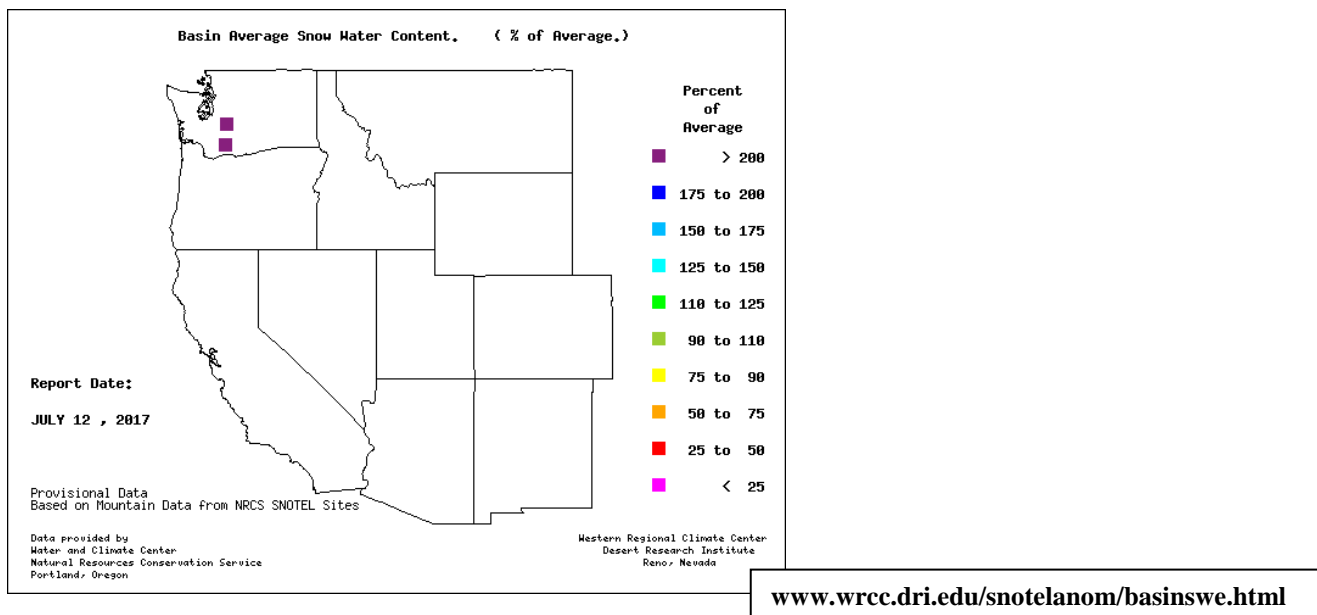 Basin Average Snow Water Content. ( % of Average.)
Percent
of
Average
> 200
175 to 200
150 to 175
125 to 150
110 to 125
90 to 110
75 to 90
50 to 75
25 to 50
< 25
Report Date:
JULY 12 , 2017
Provisional Data
Based on Mountain Data from NRCS SNOTEL Sites
Data provided by
Water and Climate Center
Natural Resources Conservation Service
Portland, Oregon
Western Regional Climate Center
Desert Research Institute
Reno, Nevada
www.wrcc.dri.edu/snotelanom/basinswe.html